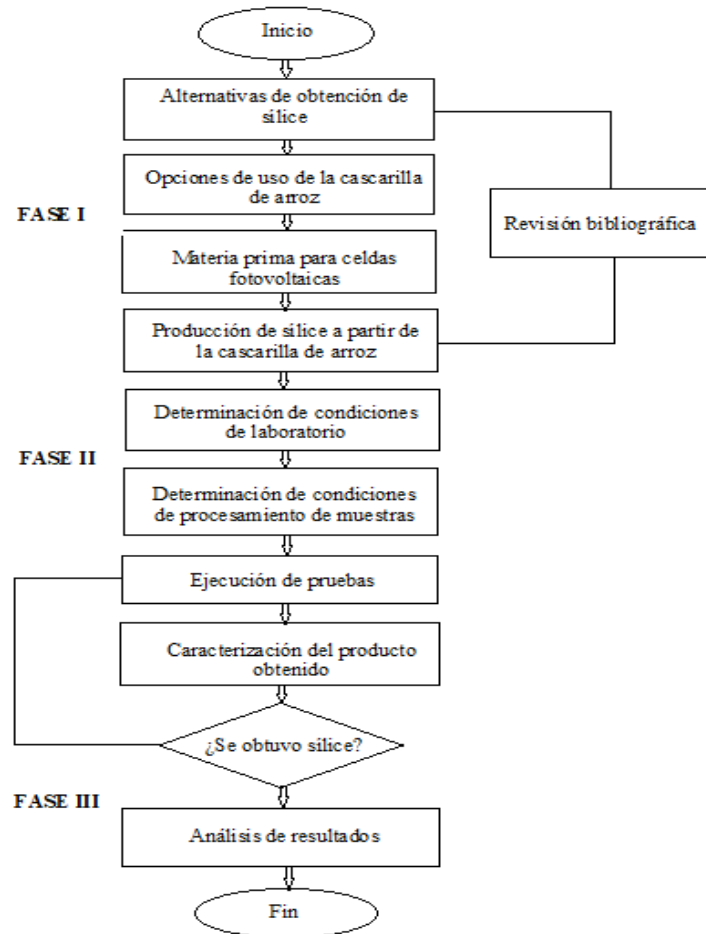 Inicio
Alternativas de obtención de
sílice
Opciones de uso de la cascarilla
de arroz
FASE I
Revisión bibliográfica
Materia prima para celdas
fotovoltaicas
Producción de sílice a partir de
la cascarilla de arroz
Determinación de condiciones
de laboratorio
FASE II
Determinación de condiciones
de procesamiento de muestras
Ejecución de pruebas
Caracterización del producto
obtenido
¿Se obtuvo sílice?
FASE III
Análisis de resultados
Fin